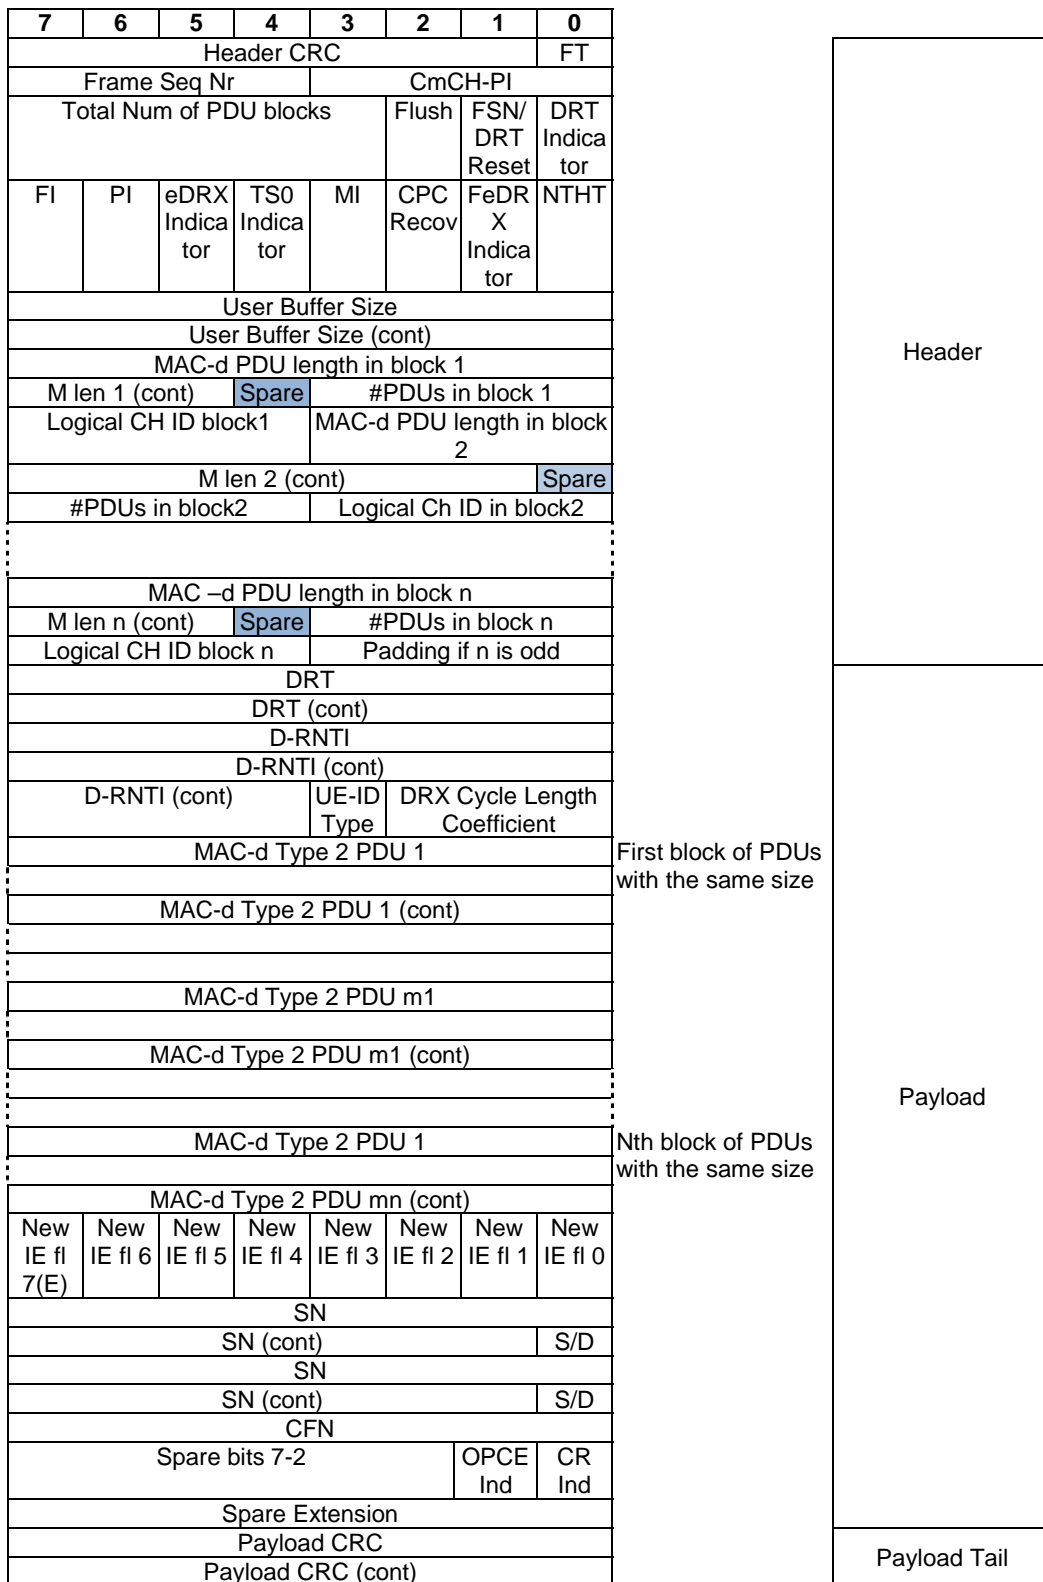 7 6 5 4 3 2 1 0
Header CRC FT
Frame Seq Nr CmCH-PI
Total Num of PDU blocks Flush FSN/ DRT
DRT Indica
Reset tor
FI PI eDRX TS0 MI CPC FeDR NTHT
Indica Indica Recov X
tor tor Indica
tor
User Buffer Size
User Buffer Size (cont)
Header
MAC-d PDU length in block 1
M len 1 (cont) Spare #PDUs in block 1
Logical CH ID block1 MAC-d PDU length in block
2
M len 2 (cont) Spare
#PDUs in block2 Logical Ch ID in block2
MAC –d PDU length in block n
M len n (cont) Spare #PDUs in block n
Logical CH ID block n Padding if n is odd
DRT
DRT (cont)
D-RNTI
D-RNTI (cont)
D-RNTI (cont) UE-ID DRX Cycle Length
Type Coefficient
MAC-d Type 2 PDU 1 First block of PDUs
with the same size
MAC-d Type 2 PDU 1 (cont)
MAC-d Type 2 PDU m1
MAC-d Type 2 PDU m1 (cont)
Payload
MAC-d Type 2 PDU 1 Nth block of PDUs
with the same size
MAC-d Type 2 PDU mn (cont)
New New New New New New New New
IE fl IE fl 6 IE fl 5 IE fl 4 IE fl 3 IE fl 2 IE fl 1 IE fl 0
7(E)
SN
SN (cont) S/D
SN
SN (cont) S/D
CFN
Spare bits 7-2 OPCE CR
Ind Ind
Spare Extension
Payload CRC
Payload Tail
Payload CRC (cont)